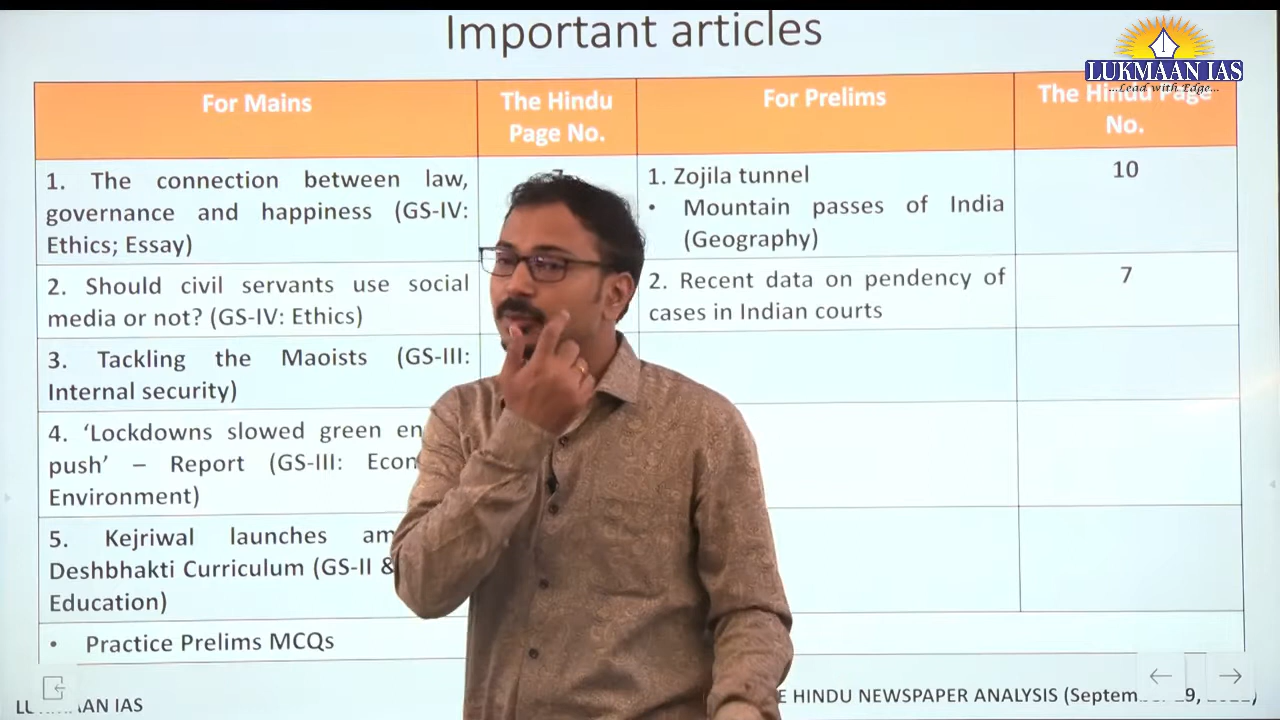 Important articles
LUKMAAN IAS
...Lead with Edge...
For Mains
The Hindu
Page No.
For Prelims
The Hindu Page
No.
1. The connection between law,
governance and happiness (GS-IV:
Ethics; Essay)
1. Zojila tunnel
• Mountain passes of India
(Geography)
10
2. Should civil servants use social
media or not? (GS-IV: Ethics)
2. Recent data on pendency of
cases in Indian courts
7
3. Tackling the Maoists (GS-III:
Internal security)
4. ‘Lockdowns slowed green
push’ – Report (GS-III:
Environment)
5. Kejriwal launches
Deshbhakti Curriculum (GS-II &
Education)
• Practice Prelims MCQs
IAS
HINDU NEWSPAPER ANALYSIS